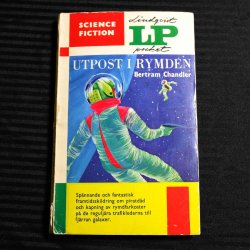 SCIENCE
FICTION
Lindqvist
LP
pocket
UTPOST I RYMDEN
Bertram Chandler
Spännande och fantastisk
framtidsskildring om piratdåd
och kapning av rymdfarkoster
på de reguljära trafiklederna till
fjärran galaxer.